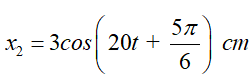 x₂ = 3cos(20t + 5π/6) cm